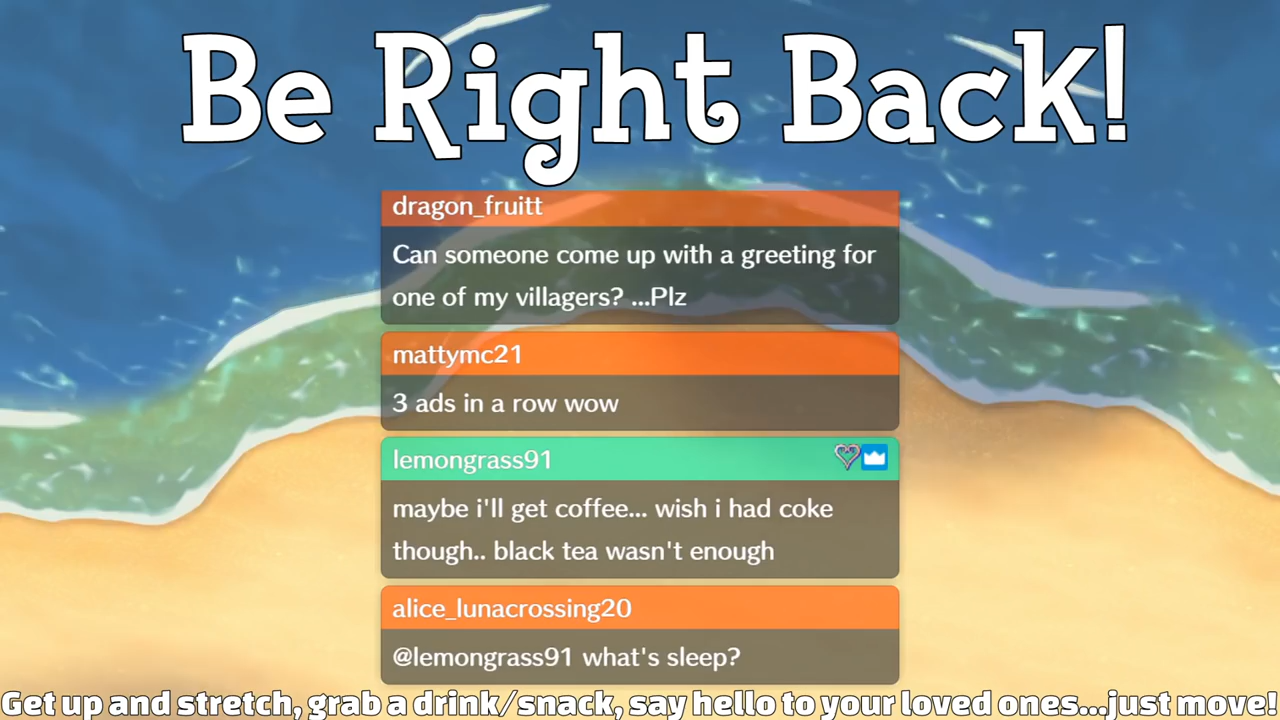 Be Right Back!
dragon_fruitt
Can someone come up with a greeting for
one of my villagers? ...Plz
mattymc21
3 ads in a row wow
lemongrass91
maybe i'll get coffee... wish i had coke
though.. black tea wasn't enough
alice_lunacrossing20
@lemongrass91 what's sleep?
Get up and stretch, grab a drink/snack, say hello to your loved ones...just move!